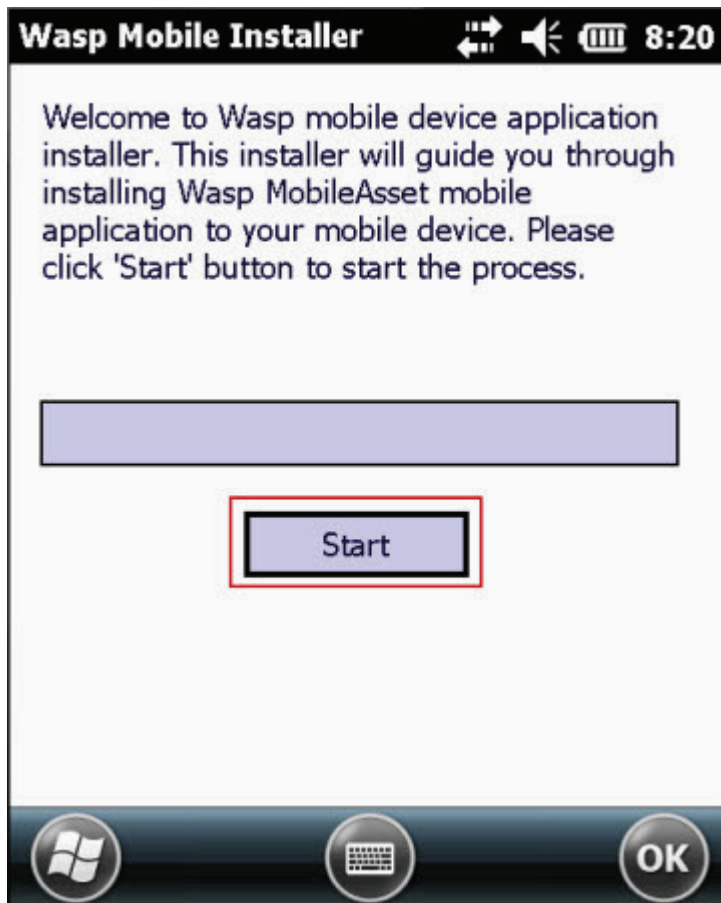 Wasp Mobile Installer 8:20
Welcome to Wasp mobile device application
installer. This installer will guide you through
installing Wasp MobileAsset mobile
application to your mobile device. Please
click 'Start' button to start the process.
Start
OK